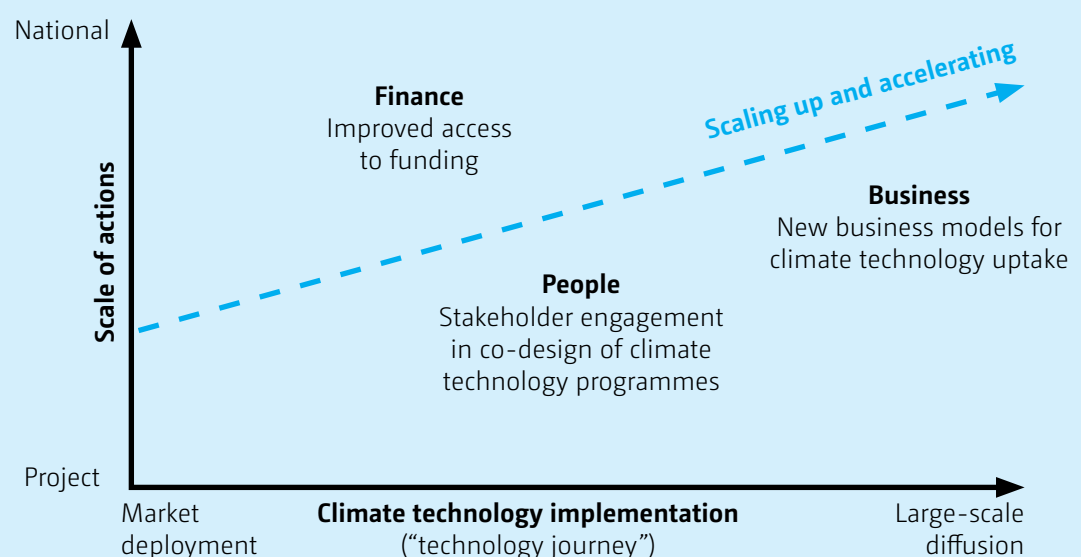 National
Finance
Improved access
to funding
Scaling up and accelerating
Business
New business models for
climate technology uptake
Scale of actions
People
Stakeholder engagement
in co-design of climate
technology programmes
Project
Market
deployment
Climate technology implementation
(“technology journey”)
Large-scale
diffusion